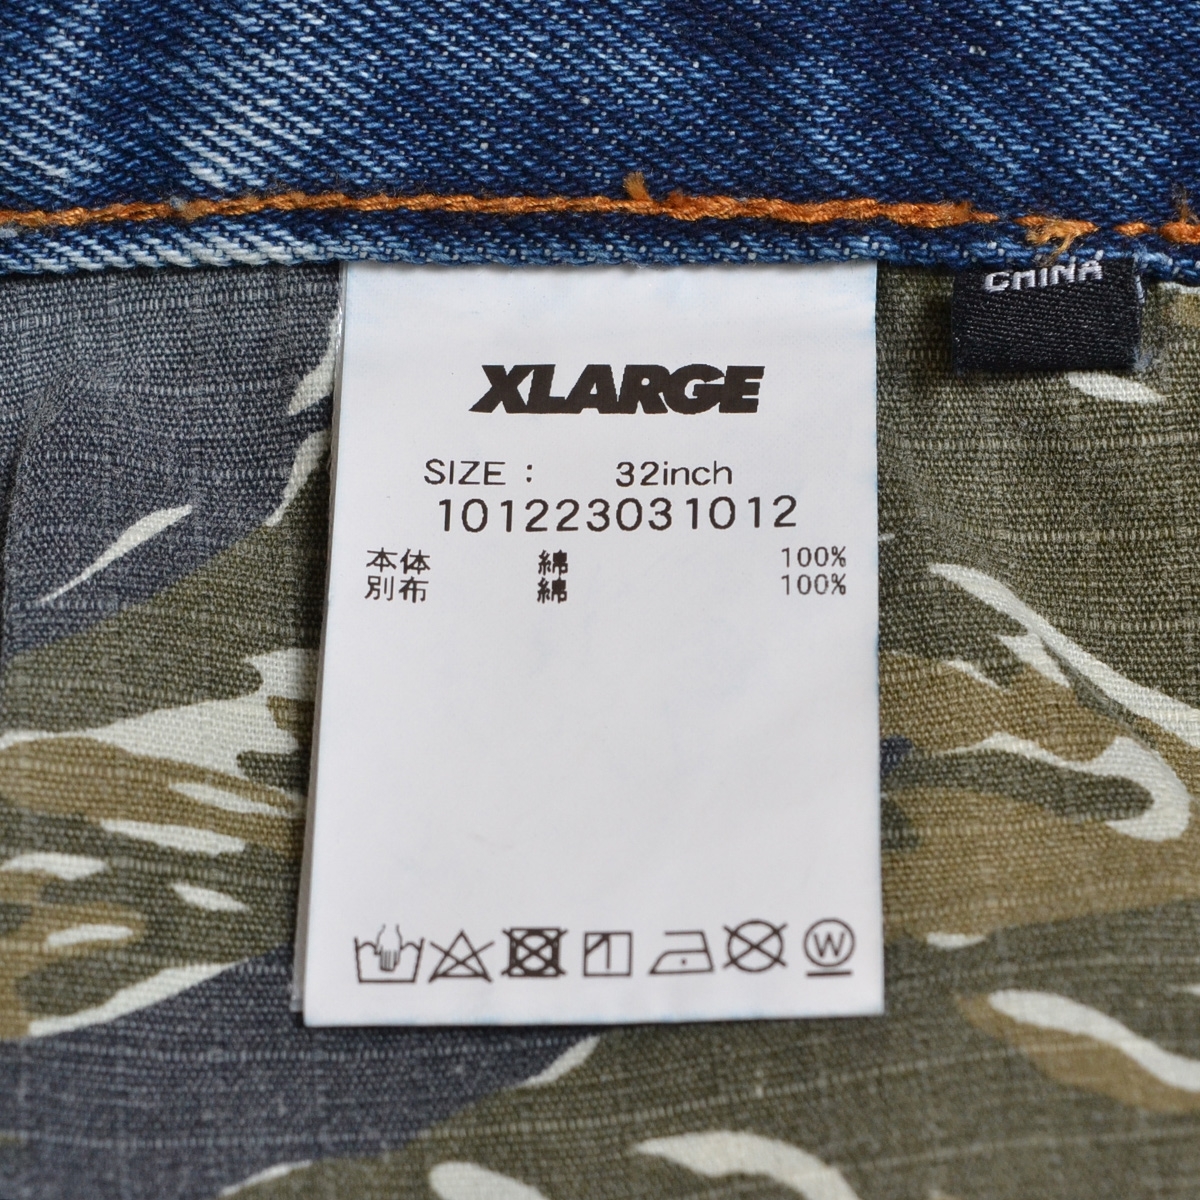 CHINA
XLARGE
SIZE : 32inch
101223031012
本体 綿 100%
別布 綿 100%
W